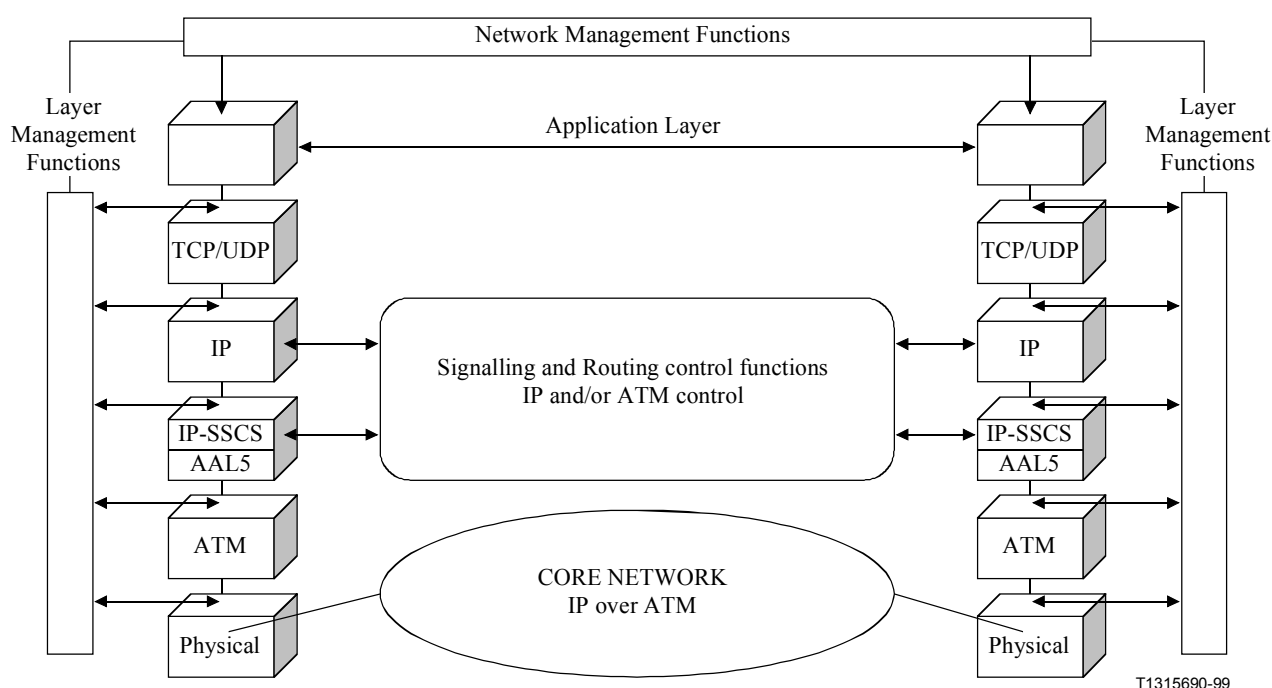 Network Management Functions
Layer
Management
Functions
Application Layer
Layer
Management
Functions
TCP/UDP
TCP/UDP
IP
Signalling and Routing control functions
IP and/or ATM control
IP
IP-SSCS
AAL5
IP-SSCS
AAL5
ATM
ATM
CORE NETWORK
IP over ATM
Physical
Physical
T1315690-99